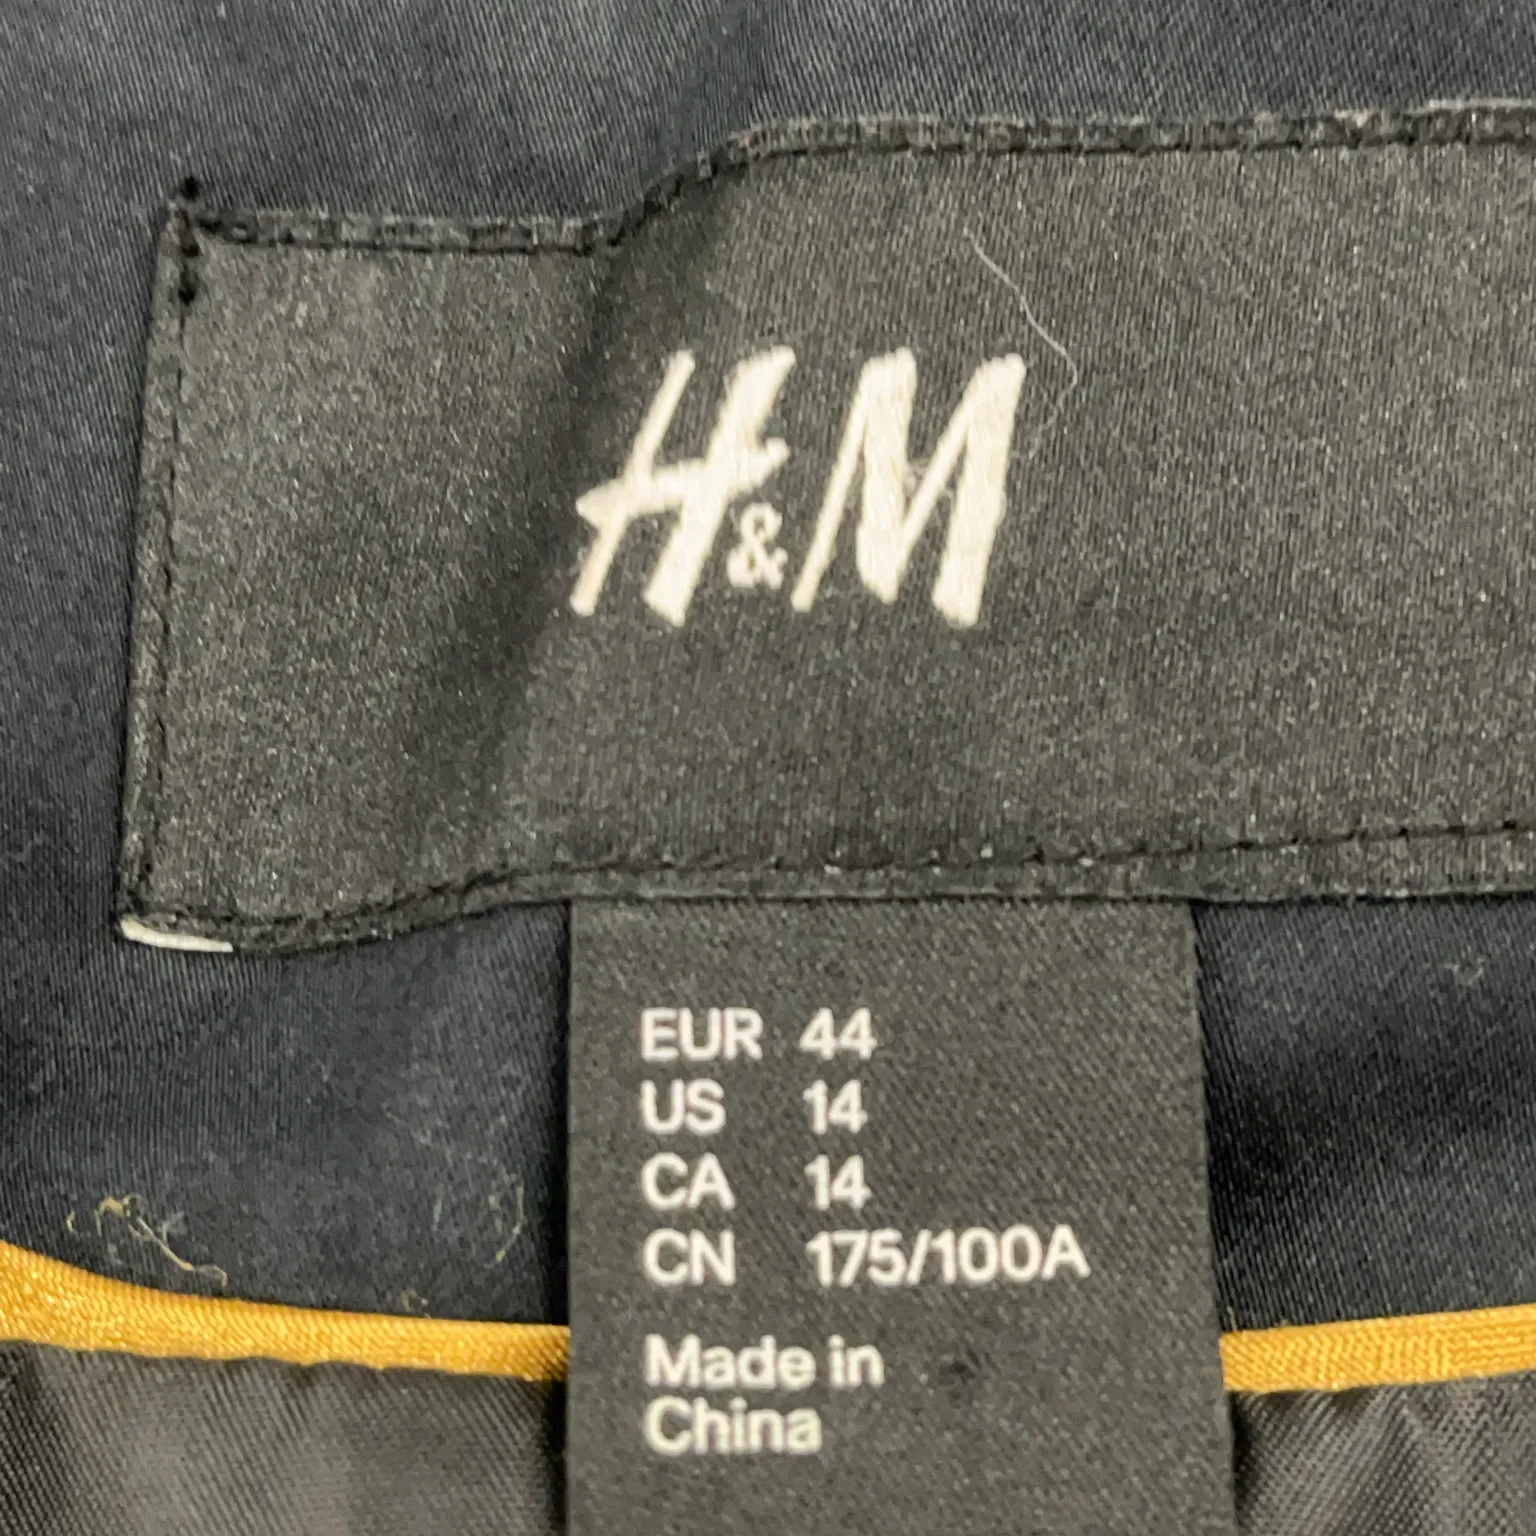 H&M
EUR 44
US 14
CA 14
CN 175/100A
Made in
China